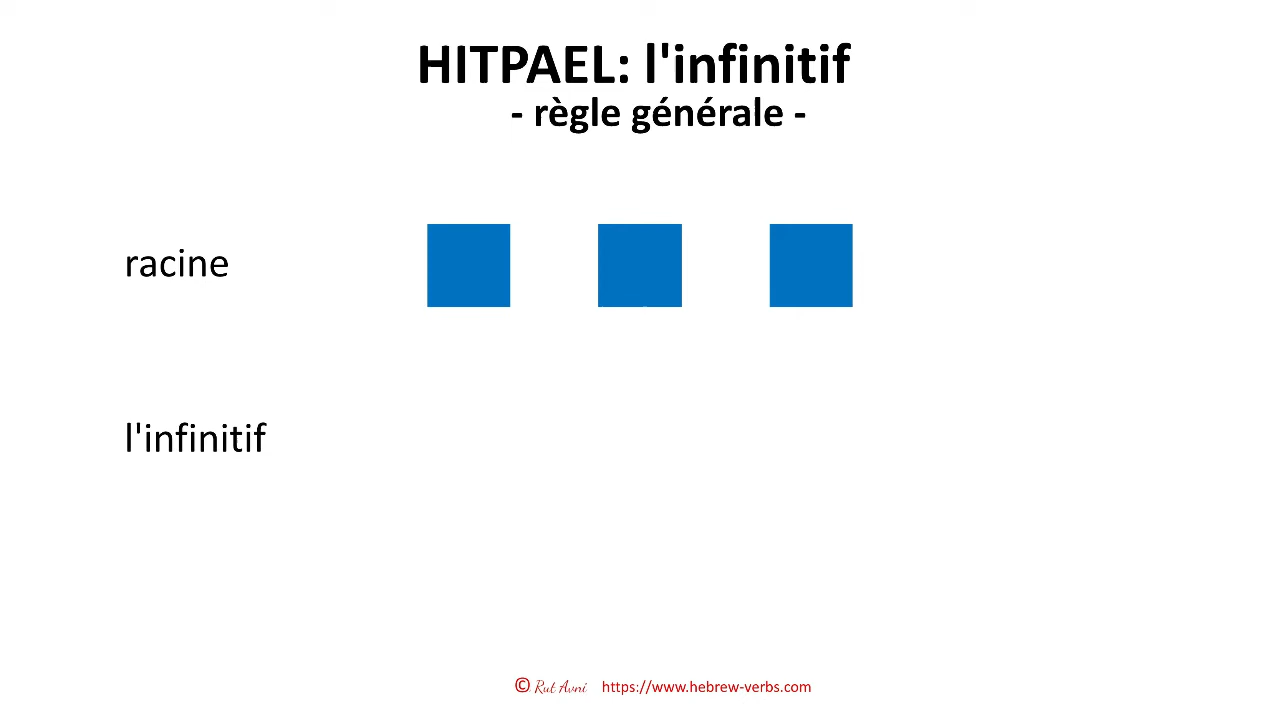 HITPAEL: l'infinitif
- règle générale -
racine
l'infinitif
© Rut Avni https://www.hebrew-verbs.com